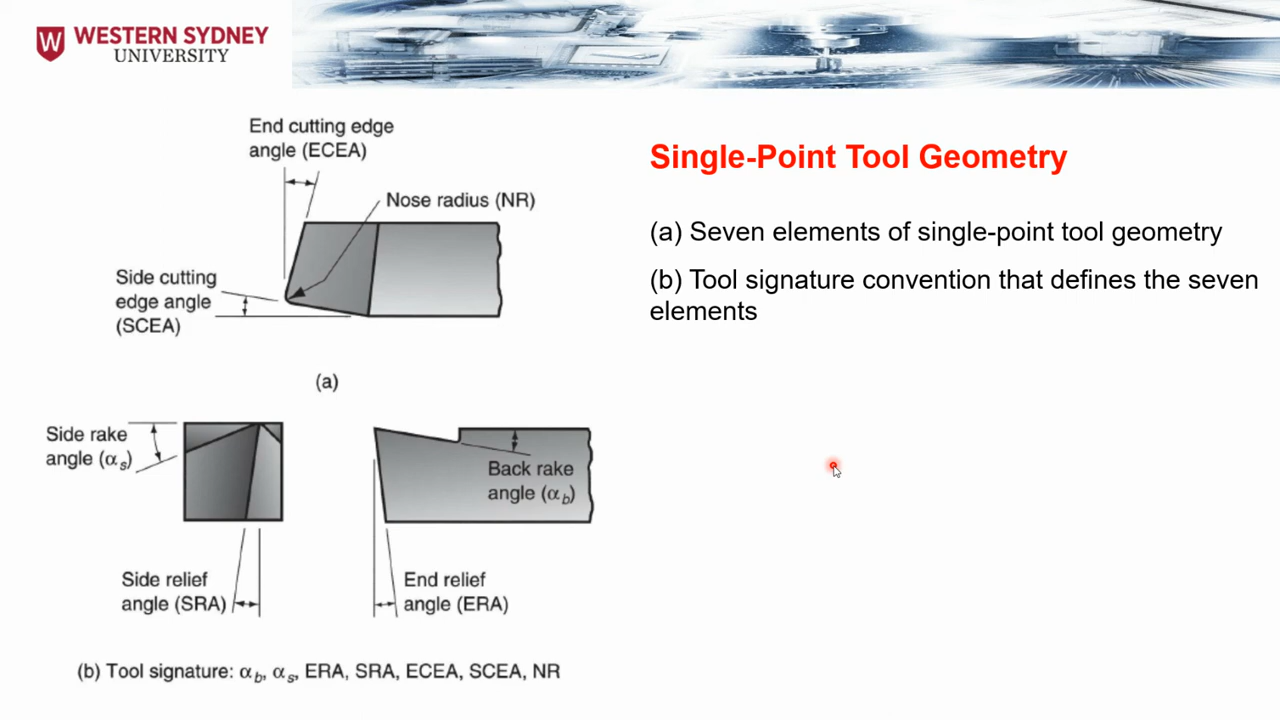 WESTERN SYDNEY
UNIVERSITY
End cutting edge
angle (ECEA)
Nose radius (NR)
Side cutting
edge angle
(SCEA)
(a)
Side rake
angle (αs)
Back rake
angle (αb)
Side relief
angle (SRA)
End relief
angle (ERA)
(b) Tool signature: αb, αs, ERA, SRA, ECEA, SCEA, NR
Single-Point Tool Geometry
(a) Seven elements of single-point tool geometry
(b) Tool signature convention that defines the seven
elements